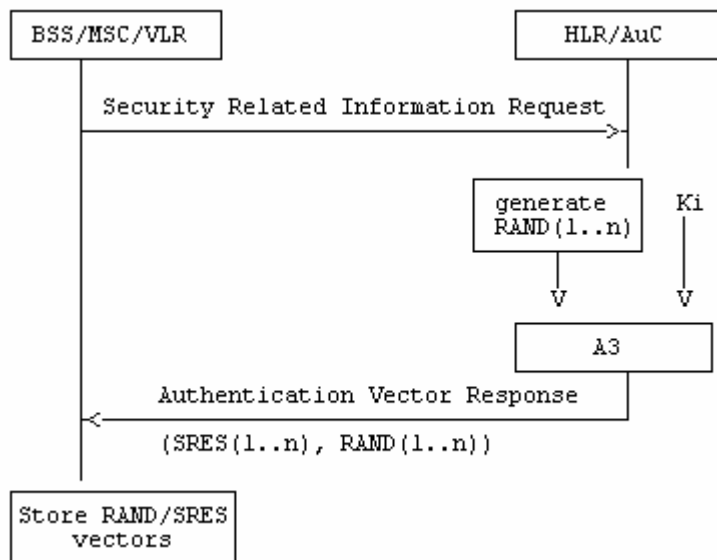 BSS/MSC/VLR
HLR/AuC
Security Related Information Request
generate
RAND(1..n)
Ki
V
V
A3
Authentication Vector Response
(SRES(1..n), RAND(1..n))
Store RAND/SRES
vectors